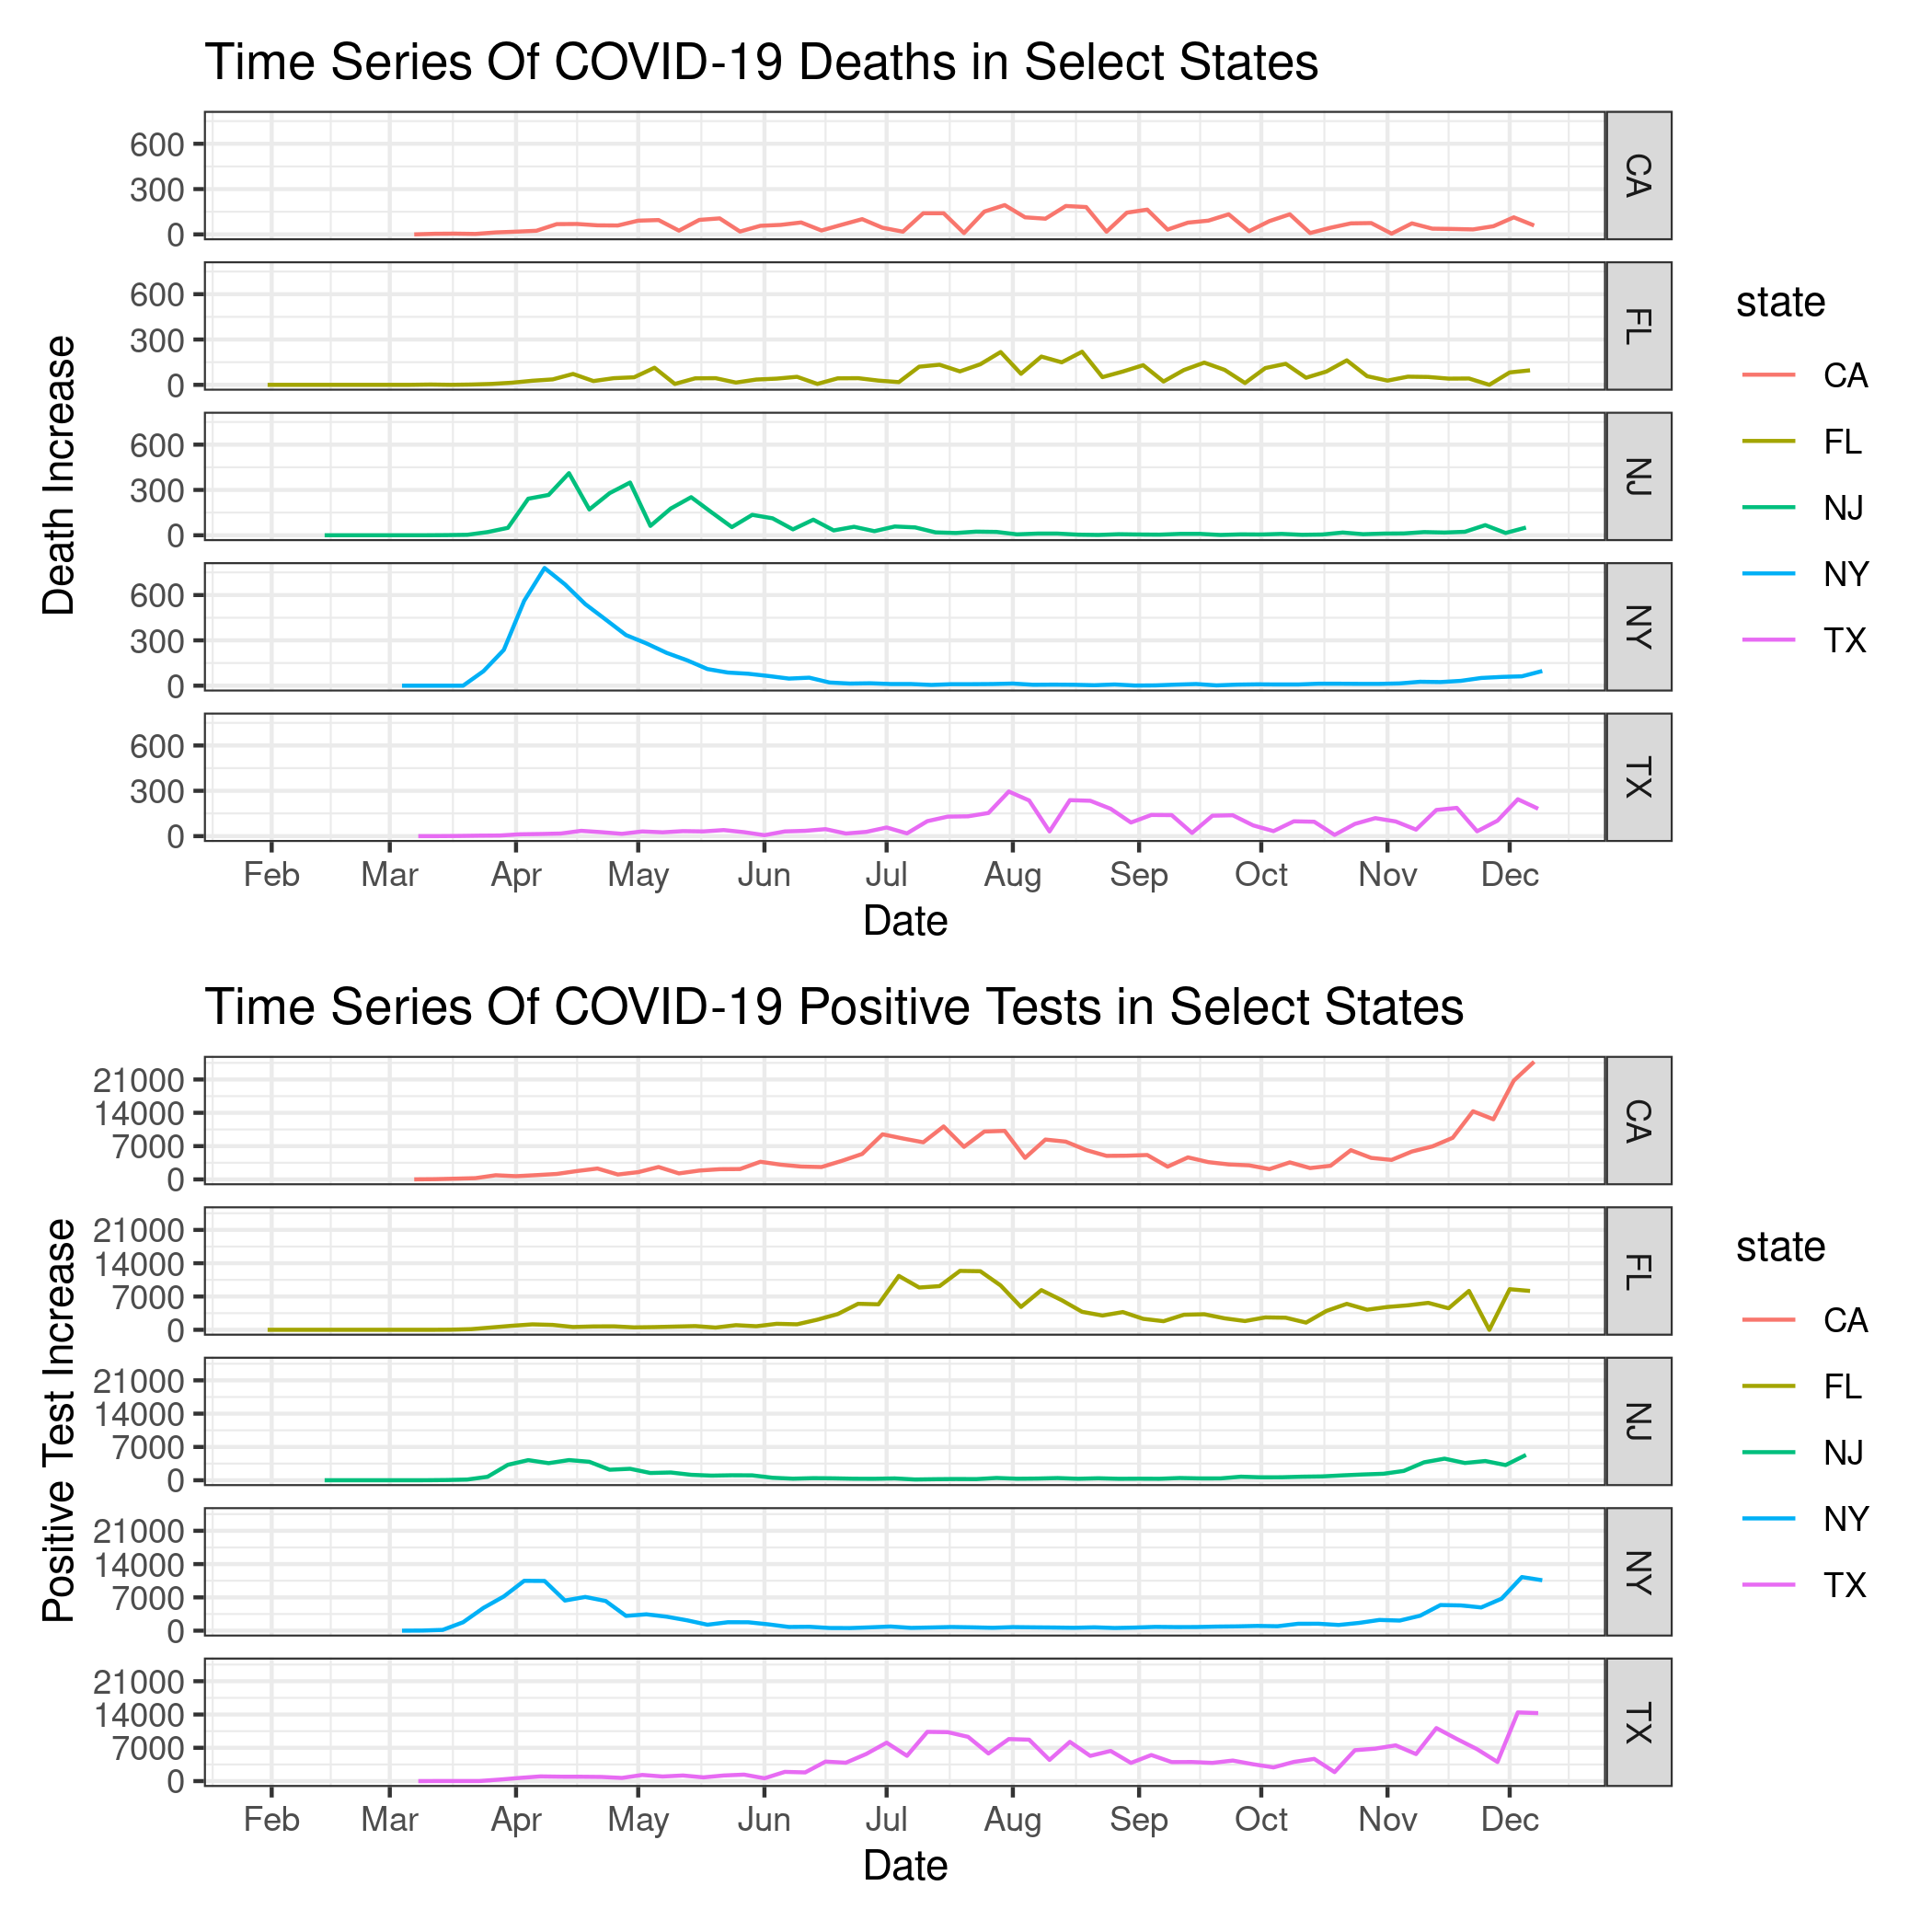 Time Series Of COVID-19 Deaths in Select States
Death Increase
600
300
0
CA
600
300
0
FL
600
300
0
NJ
600
300
0
NY
600
300
0
TX
Feb Mar Apr May Jun Jul Aug Sep Oct Nov Dec
Date
state
CA
FL
NJ
NY
TX
Time Series Of COVID-19 Positive Tests in Select States
Positive Test Increase
21000
14000
7000
0
CA
21000
14000
7000
0
FL
21000
14000
7000
0
NJ
21000
14000
7000
0
NY
21000
14000
7000
0
TX
Feb Mar Apr May Jun Jul Aug Sep Oct Nov Dec
Date
state
CA
FL
NJ
NY
TX